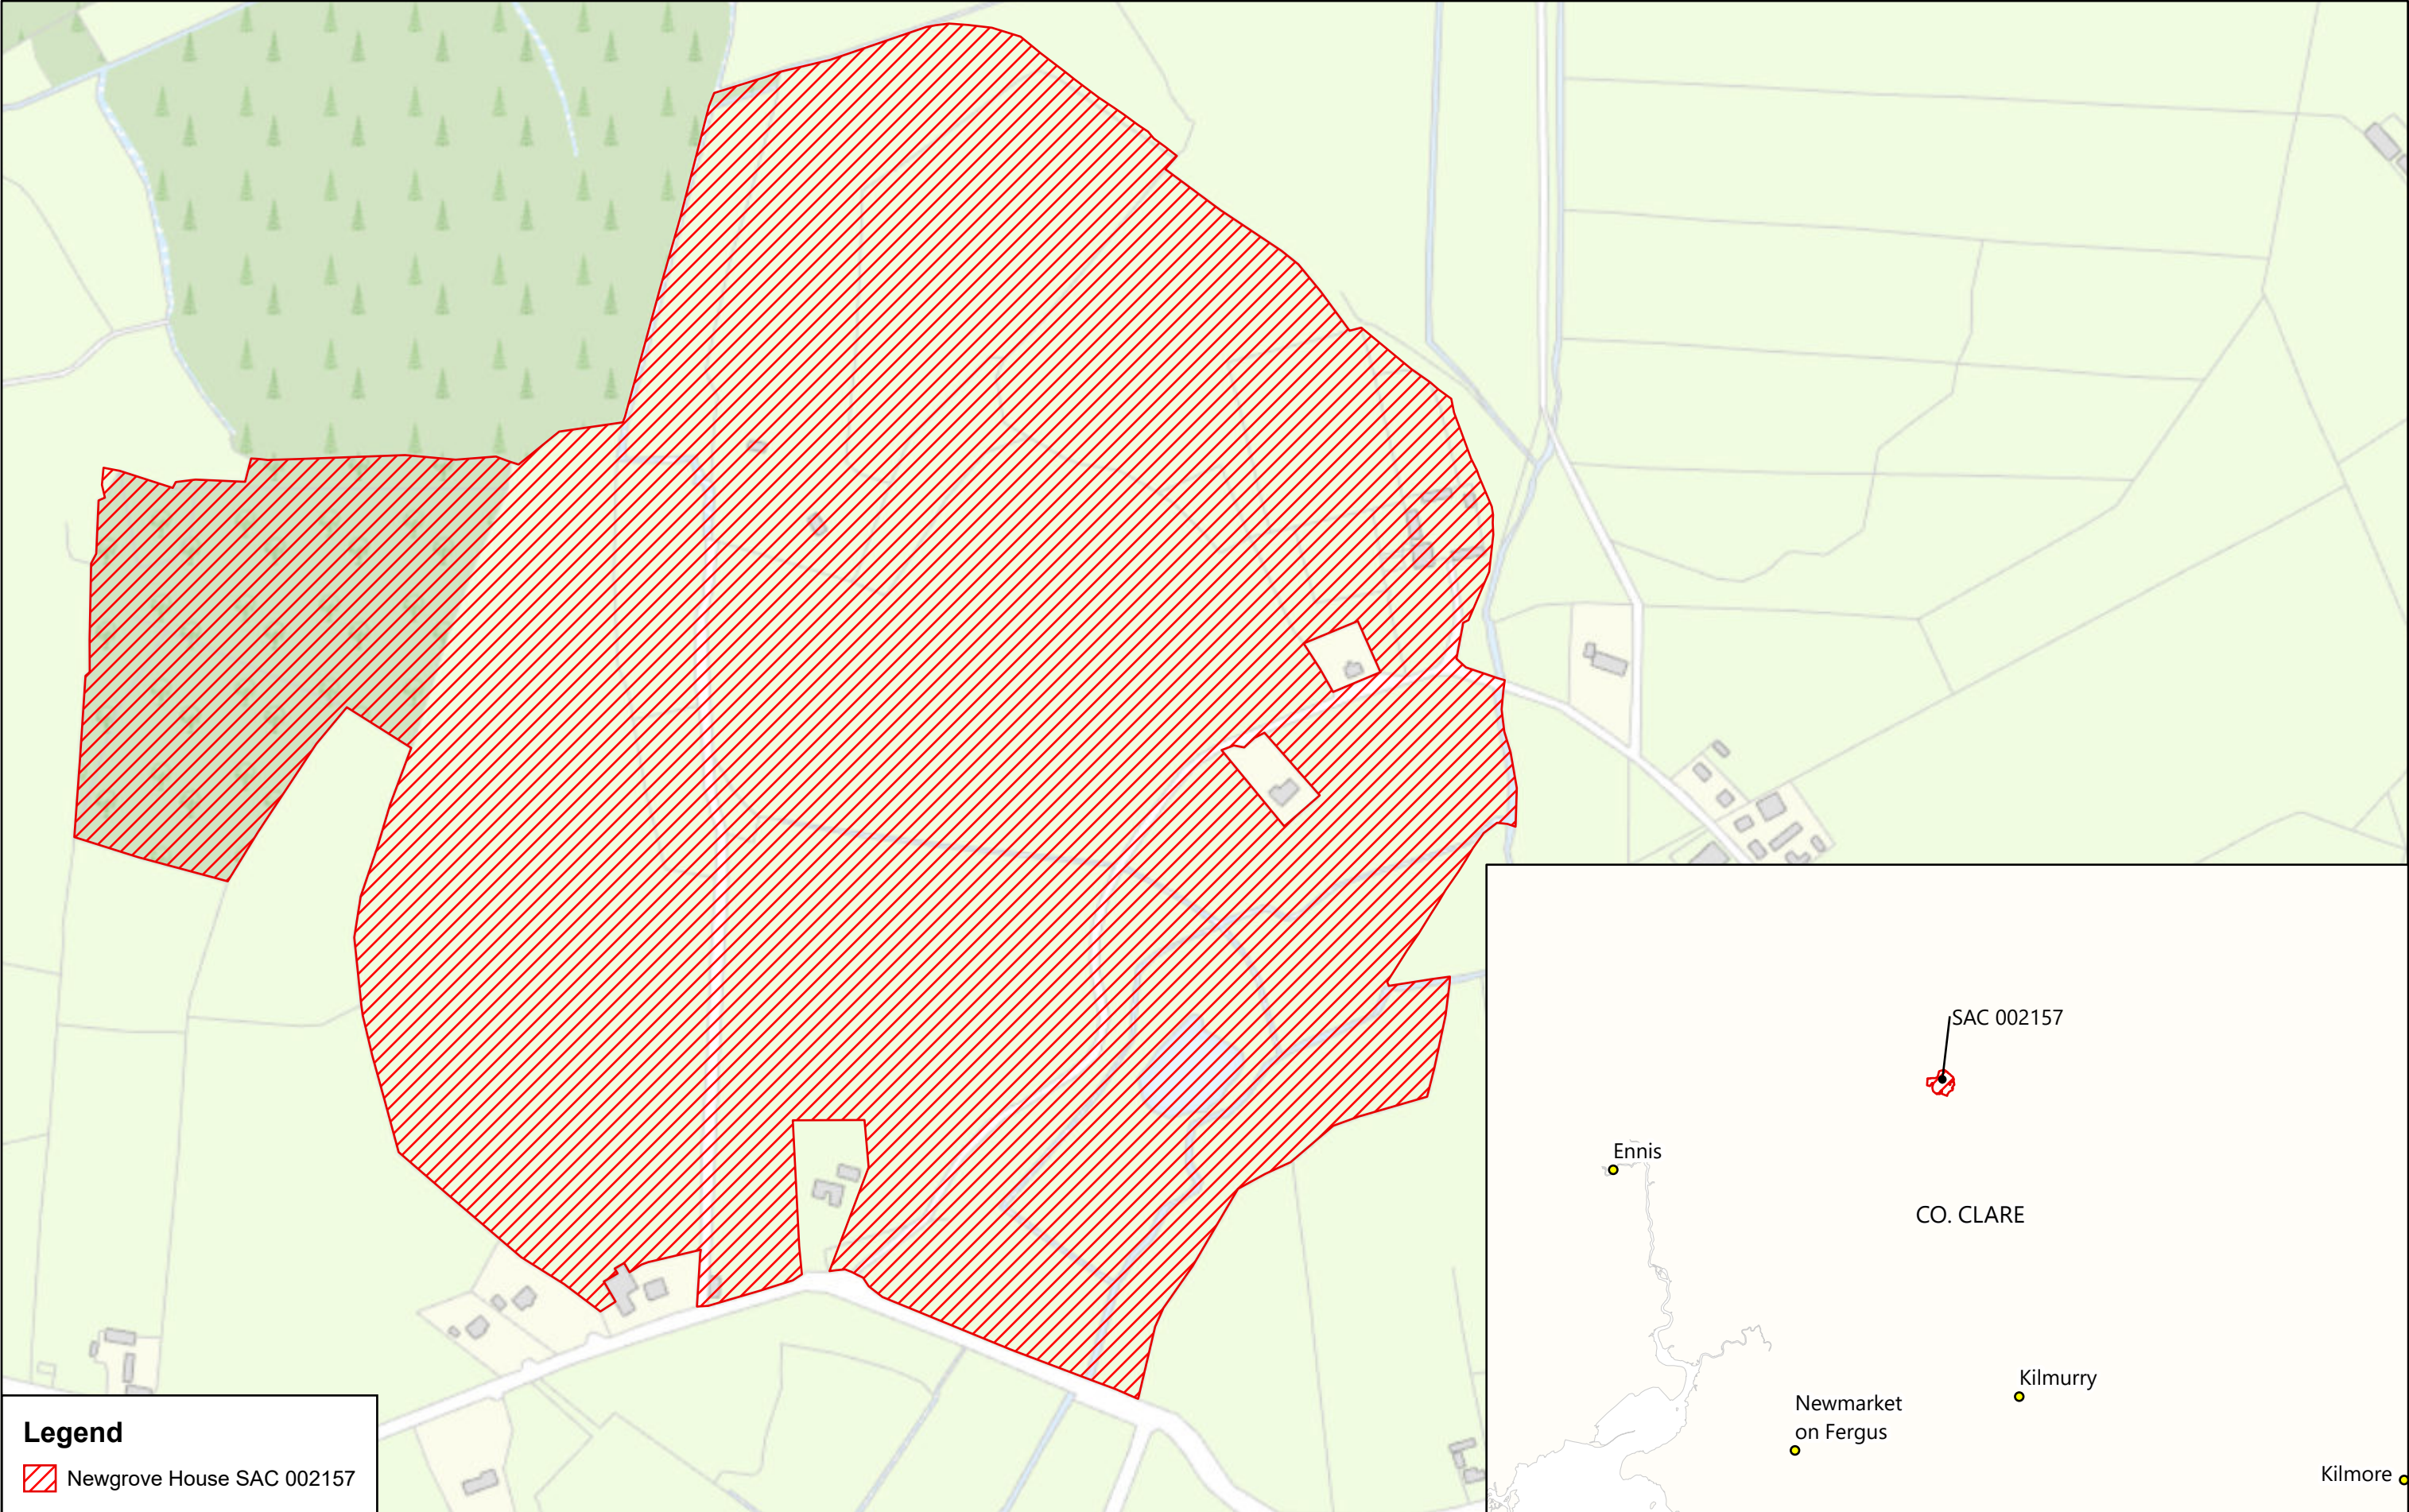 SAC 002157
Ennis
CO. CLARE
Kilmurry
Newmarket
on Fergus
Kilmore
Legend
Newgrove House SAC 002157